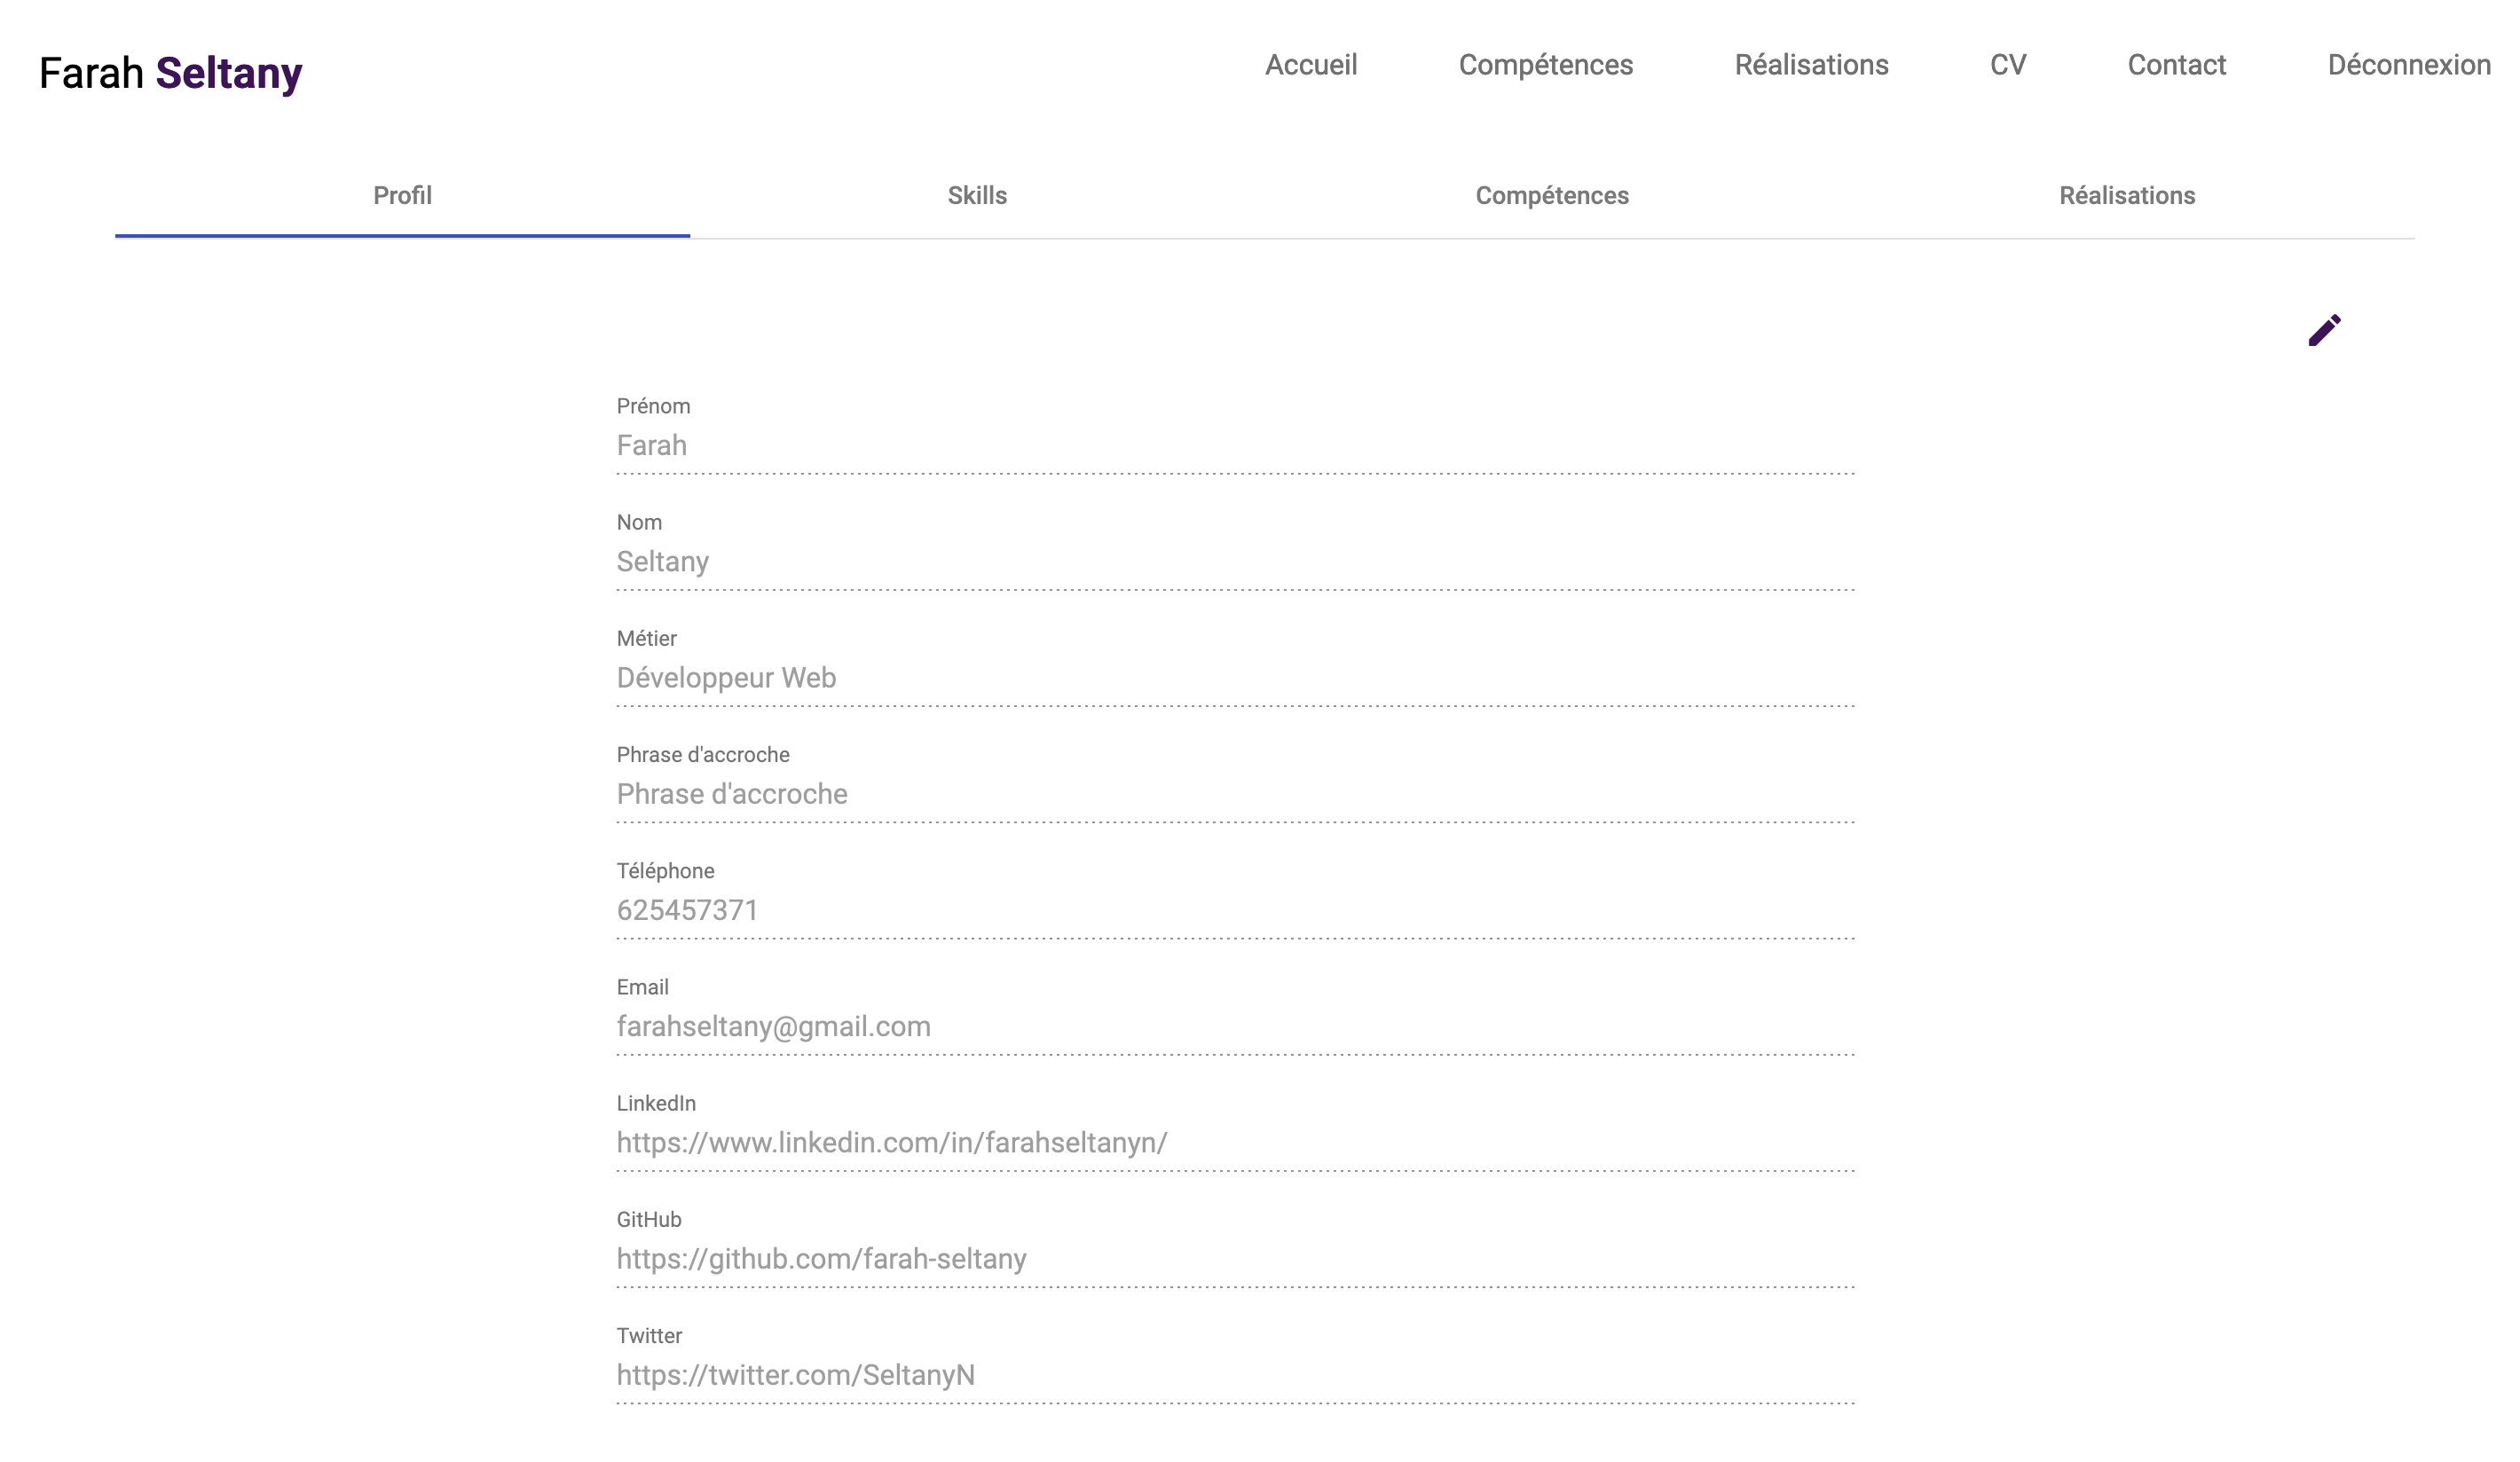 Farah Seltany
Accueil Compétences Réalisations CV Contact Déconnexion
Profil Skills Compétences Réalisations
Prénom
Farah
Nom
Seltany
Métier
Développeur Web
Phrase d'accroche
Phrase d'accroche
Téléphone
625457371
Email
farahseltany@gmail.com
LinkedIn
https://www.linkedin.com/in/farahseltanyn/
GitHub
https://github.com/farah-seltany
Twitter
https://twitter.com/SeltanyN